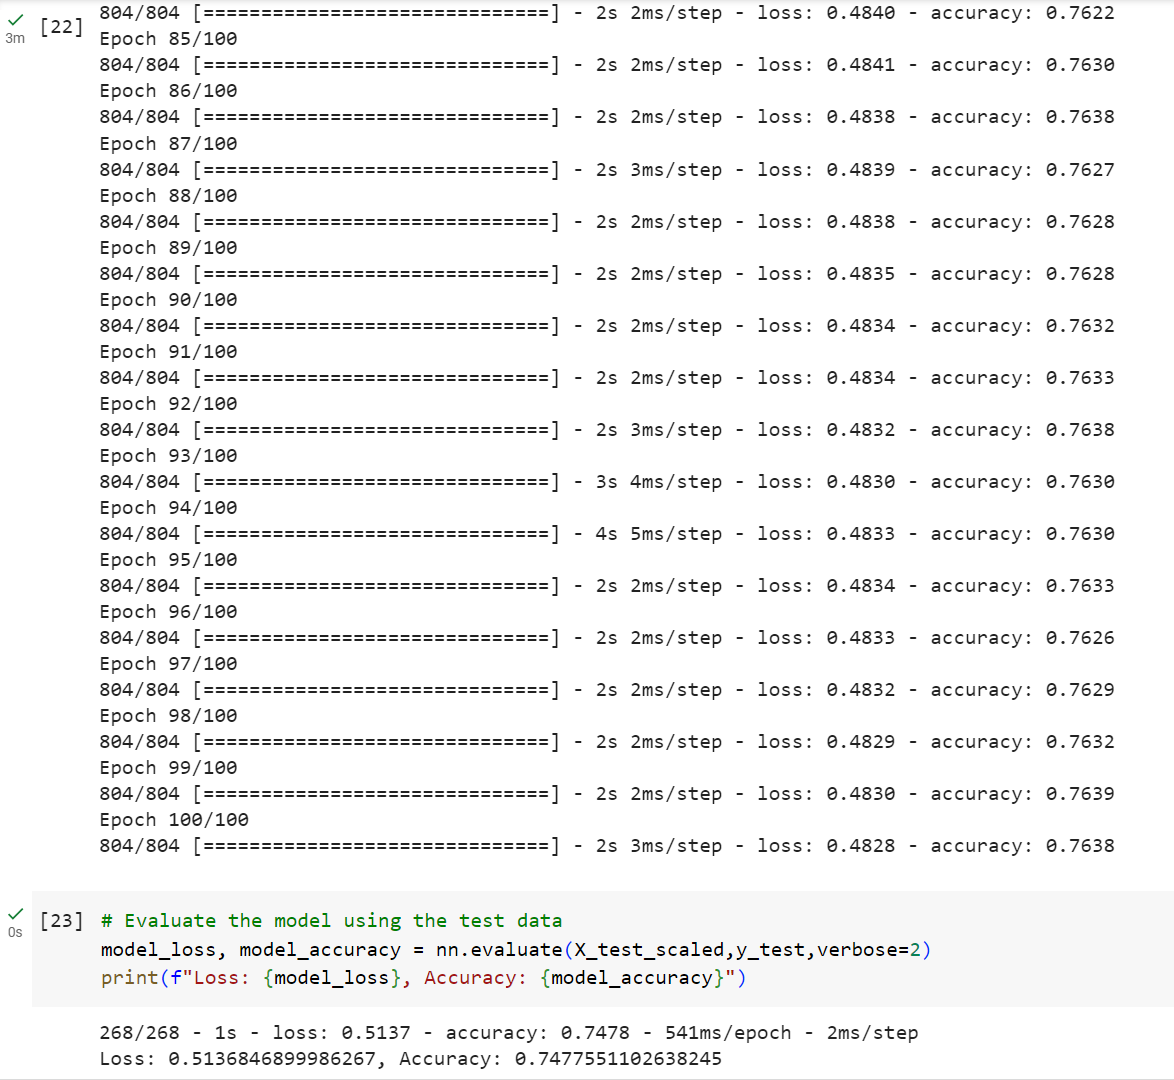 804/804 [==============================] - 2s 2ms/step - loss: 0.4840 - accuracy: 0.7622
3m [22]
Epoch 85/100
804/804 [==============================] - 2s 2ms/step - loss: 0.4841 - accuracy: 0.7630
Epoch 86/100
804/804 [==============================] - 2s 2ms/step - loss: 0.4838 - accuracy: 0.7638
Epoch 87/100
804/804 [==============================] - 2s 3ms/step - loss: 0.4839 - accuracy: 0.7627
Epoch 88/100
804/804 [==============================] - 2s 2ms/step - loss: 0.4838 - accuracy: 0.7628
Epoch 89/100
804/804 [==============================] - 2s 2ms/step - loss: 0.4835 - accuracy: 0.7628
Epoch 90/100
804/804 [==============================] - 2s 2ms/step - loss: 0.4834 - accuracy: 0.7632
Epoch 91/100
804/804 [==============================] - 2s 2ms/step - loss: 0.4834 - accuracy: 0.7633
Epoch 92/100
804/804 [==============================] - 2s 3ms/step - loss: 0.4832 - accuracy: 0.7638
Epoch 93/100
804/804 [==============================] - 3s 4ms/step - loss: 0.4830 - accuracy: 0.7630
Epoch 94/100
804/804 [==============================] - 4s 5ms/step - loss: 0.4833 - accuracy: 0.7630
Epoch 95/100
804/804 [==============================] - 2s 2ms/step - loss: 0.4834 - accuracy: 0.7633
Epoch 96/100
804/804 [==============================] - 2s 2ms/step - loss: 0.4833 - accuracy: 0.7626
Epoch 97/100
804/804 [==============================] - 2s 2ms/step - loss: 0.4832 - accuracy: 0.7629
Epoch 98/100
804/804 [==============================] - 2s 2ms/step - loss: 0.4829 - accuracy: 0.7632
Epoch 99/100
804/804 [==============================] - 2s 2ms/step - loss: 0.4830 - accuracy: 0.7639
Epoch 100/100
804/804 [==============================] - 2s 3ms/step - loss: 0.4828 - accuracy: 0.7638
0s [23] # Evaluate the model using the test data
model_loss, model_accuracy = nn.evaluate(X_test_scaled,y_test,verbose=2)
print(f"Loss: {model_loss}, Accuracy: {model_accuracy}")
268/268 - 1s - loss: 0.5137 - accuracy: 0.7478 - 541ms/epoch - 2ms/step
Loss: 0.5136846899986267, Accuracy: 0.7477551102638245